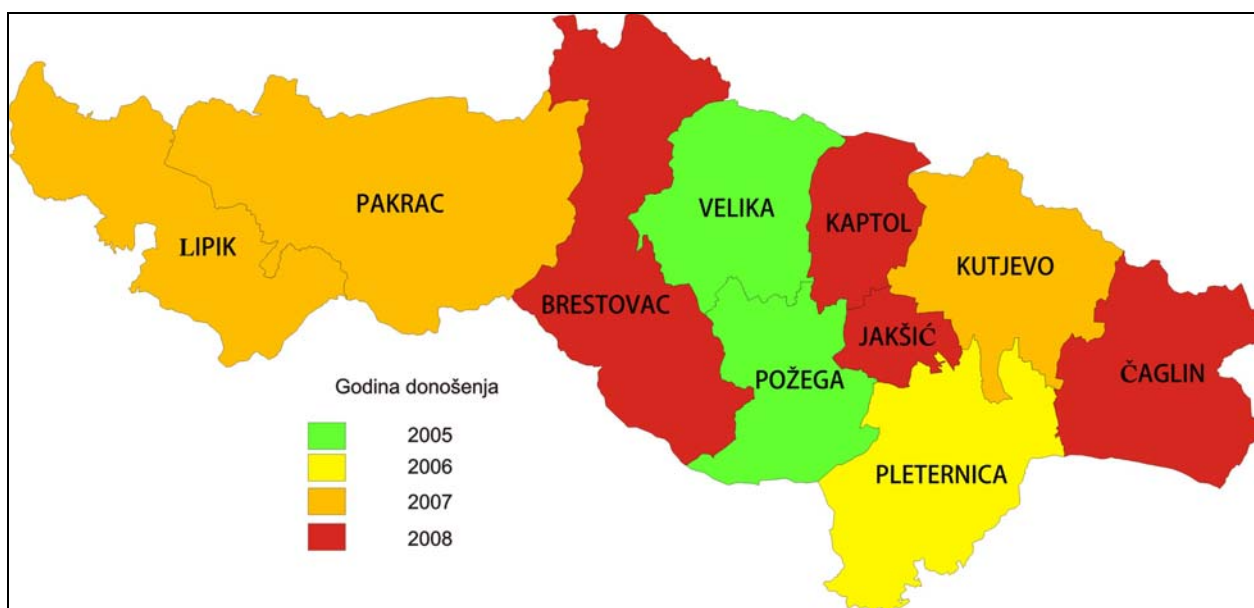 VELIKA
PAKRAC
KAPTOL
LIPIK
KUTJEVO
BRESTOVAC
JAKŠIĆ
ČAGLIN
POŽEGA
PLETERNICA
Godina donošenja
2005
2006
2007
2008